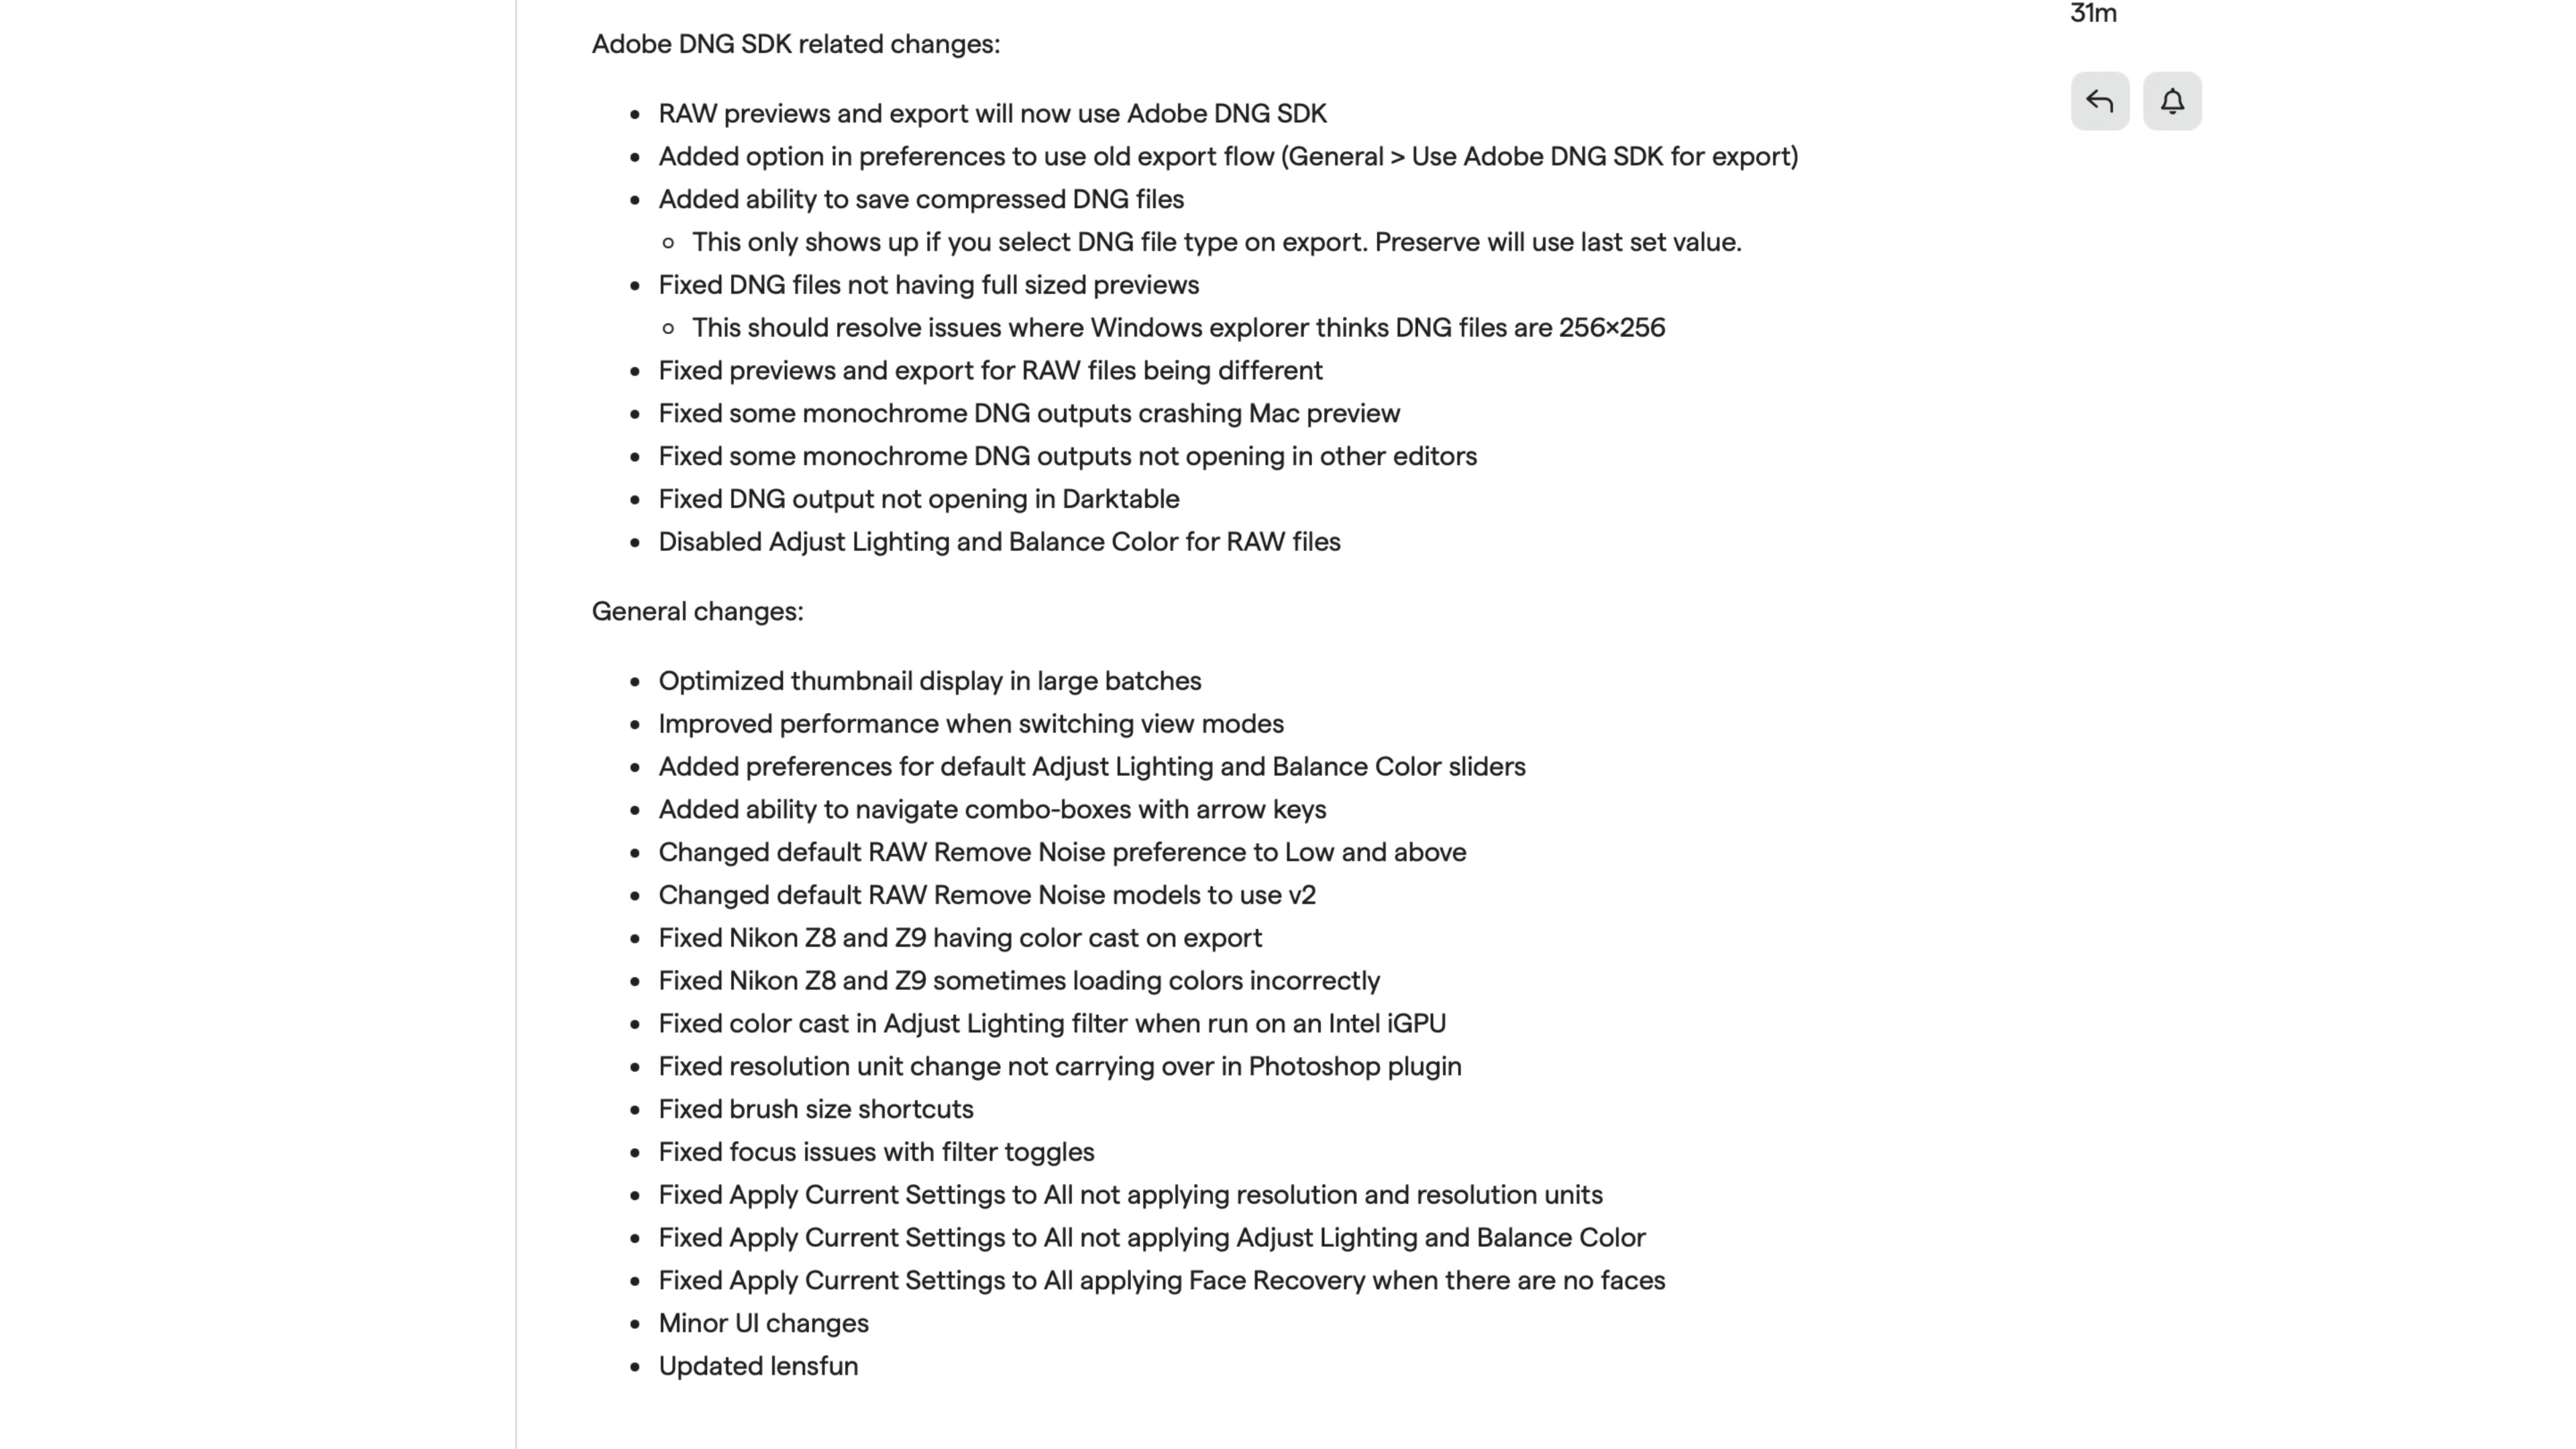 31m
Adobe DNG SDK related changes:
RAW previews and export will now use Adobe DNG SDK
Added option in preferences to use old export flow (General > Use Adobe DNG SDK for export)
Added ability to save compressed DNG files
This only shows up if you select DNG file type on export. Preserve will use last set value.
Fixed DNG files not having full sized previews
This should resolve issues where Windows explorer thinks DNG files are 256×256
Fixed previews and export for RAW files being different
Fixed some monochrome DNG outputs crashing Mac preview
Fixed some monochrome DNG outputs not opening in other editors
Fixed DNG output not opening in Darktable
Disabled Adjust Lighting and Balance Color for RAW files
General changes:
Optimized thumbnail display in large batches
Improved performance when switching view modes
Added preferences for default Adjust Lighting and Balance Color sliders
Added ability to navigate combo-boxes with arrow keys
Changed default RAW Remove Noise preference to Low and above
Changed default RAW Remove Noise models to use v2
Fixed Nikon Z8 and Z9 having color cast on export
Fixed Nikon Z8 and Z9 sometimes loading colors incorrectly
Fixed color cast in Adjust Lighting filter when run on an Intel iGPU
Fixed resolution unit change not carrying over in Photoshop plugin
Fixed brush size shortcuts
Fixed focus issues with filter toggles
Fixed Apply Current Settings to All not applying resolution and resolution units
Fixed Apply Current Settings to All not applying Adjust Lighting and Balance Color
Fixed Apply Current Settings to All applying Face Recovery when there are no faces
Minor UI changes
Updated lensfun